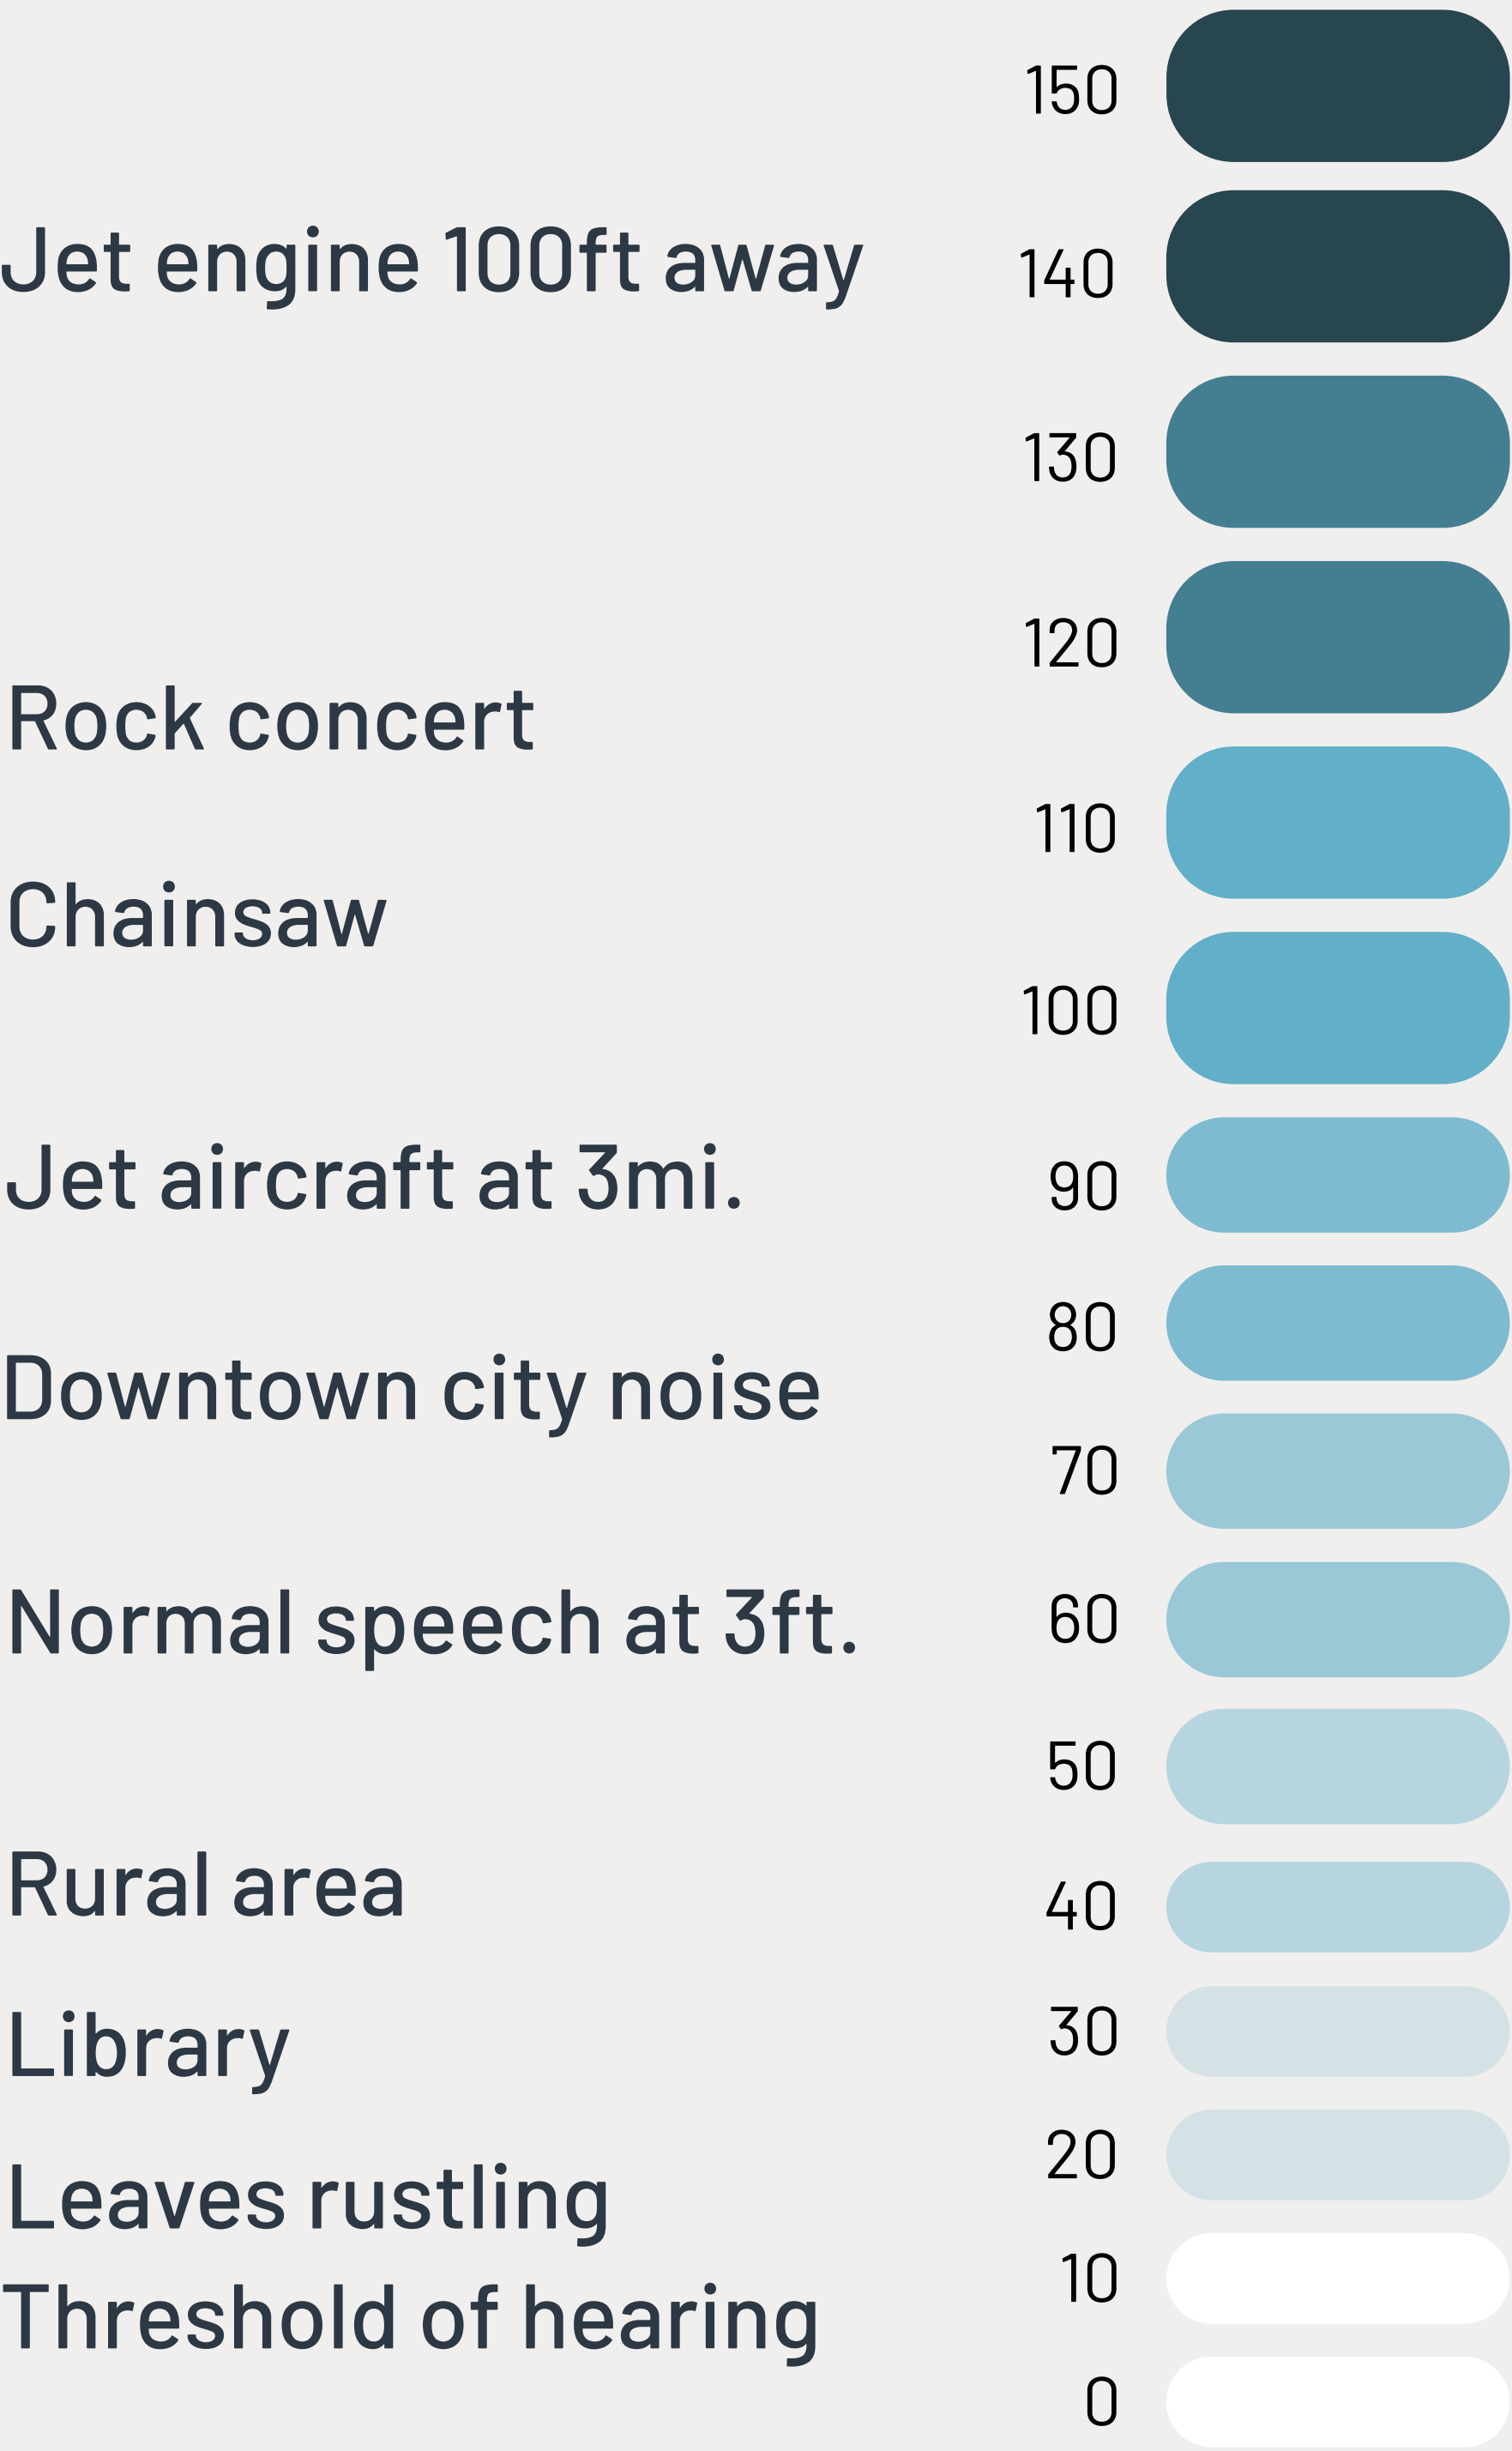 150
Jet engine 100ft away
140
130
120
Rock concert
110
Chainsaw
100
Jet aircraft at 3mi.
90
80
Downtown city noise
70
Normal speech at 3ft.
60
50
Rural area
40
30
Library
20
Leaves rustling
10
Threshold of hearing
0